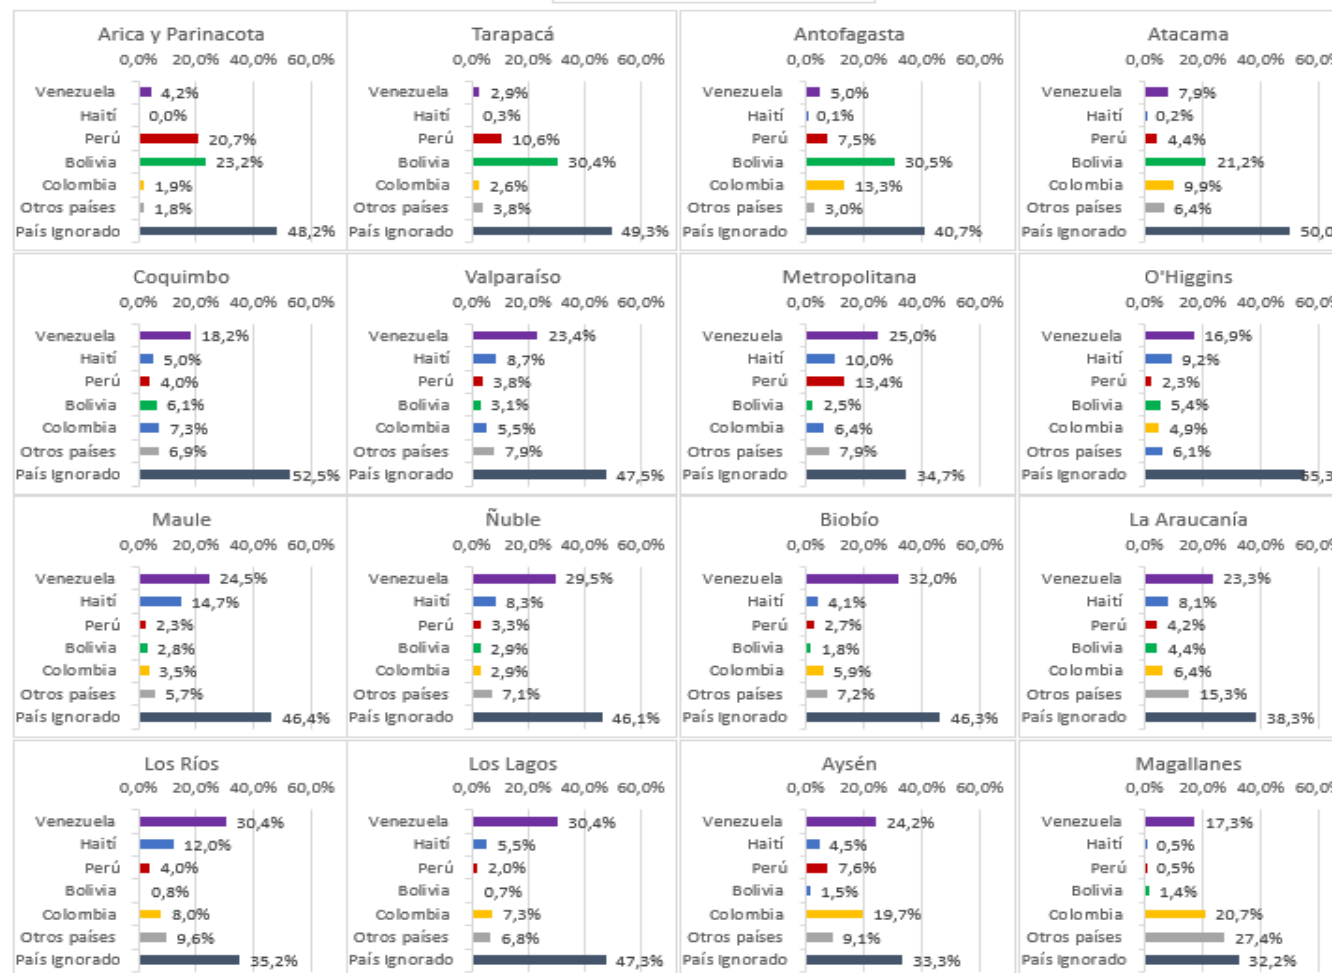 Arica y Parinacota
0,0% 20,0% 40,0% 60,0%
Venezuela 4,2%
Haití 0,0%
Perú 20,7%
Bolivia 23,2%
Colombia 1,9%
Otros países 1,8%
País Ignorado 48,2%
Tarapacá
0,0% 20,0% 40,0% 60,0%
Venezuela 2,9%
Haití 0,3%
Perú 10,6%
Bolivia 30,4%
Colombia 2,6%
Otros países 3,8%
País Ignorado 49,3%
Antofagasta
0,0% 20,0% 40,0% 60,0%
Venezuela 5,0%
Haití 0,1%
Perú 7,5%
Bolivia 30,5%
Colombia 13,3%
Otros países 3,0%
País Ignorado 40,7%
Atacama
0,0% 20,0% 40,0% 60,0%
Venezuela 7,9%
Haití 0,2%
Perú 4,4%
Bolivia 21,2%
Colombia 9,9%
Otros países 6,4%
País Ignorado 50,0
Coquimbo
0,0% 20,0% 40,0% 60,0%
Venezuela 18,2%
Haití 5,0%
Perú 4,0%
Bolivia 6,1%
Colombia 7,3%
Otros países 6,9%
País Ignorado 52,5%
Valparaíso
0,0% 20,0% 40,0% 60,0%
Venezuela 23,4%
Haití 8,7%
Perú 3,8%
Bolivia 3,1%
Colombia 5,5%
Otros países 7,9%
País Ignorado 47,5%
Metropolitana
0,0% 20,0% 40,0% 60,0%
Venezuela 25,0%
Haití 10,0%
Perú 13,4%
Bolivia 2,5%
Colombia 6,4%
Otros países 7,9%
País Ignorado 34,7%
O'Higgins
0,0% 20,0% 40,0% 60,0%
Venezuela 16,9%
Haití 9,2%
Perú 2,3%
Bolivia 5,4%
Colombia 4,9%
Otros países 6,1%
País Ignorado 55,3
Maule
0,0% 20,0% 40,0% 60,0%
Venezuela 24,5%
Haití 14,7%
Perú 2,3%
Bolivia 2,8%
Colombia 3,5%
Otros países 5,7%
País Ignorado 46,4%
Ñuble
0,0% 20,0% 40,0% 60,0%
Venezuela 29,5%
Haití 8,3%
Perú 3,3%
Bolivia 2,9%
Colombia 2,9%
Otros países 7,1%
País Ignorado 46,1%
Biobío
0,0% 20,0% 40,0% 60,0%
Venezuela 32,0%
Haití 4,1%
Perú 2,7%
Bolivia 1,8%
Colombia 5,9%
Otros países 7,2%
País Ignorado 46,3%
La Araucanía
0,0% 20,0% 40,0% 60,0%
Venezuela 23,3%
Haití 8,1%
Perú 4,2%
Bolivia 4,4%
Colombia 6,4%
Otros países 15,3%
País Ignorado 38,3%
Los Ríos
0,0% 20,0% 40,0% 60,0%
Venezuela 30,4%
Haití 12,0%
Perú 4,0%
Bolivia 0,8%
Colombia 8,0%
Otros países 9,6%
País Ignorado 35,2%
Los Lagos
0,0% 20,0% 40,0% 60,0%
Venezuela 30,4%
Haití 5,5%
Perú 2,0%
Bolivia 0,7%
Colombia 7,3%
Otros países 6,8%
País Ignorado 47,3%
Aysén
0,0% 20,0% 40,0% 60,0%
Venezuela 24,2%
Haití 4,5%
Perú 7,6%
Bolivia 1,5%
Colombia 19,7%
Otros países 9,1%
País Ignorado 33,3%
Magallanes
0,0% 20,0% 40,0% 60,0%
Venezuela 17,3%
Haití 0,5%
Perú 0,5%
Bolivia 1,4%
Colombia 20,7%
Otros países 27,4%
País Ignorado 32,2%